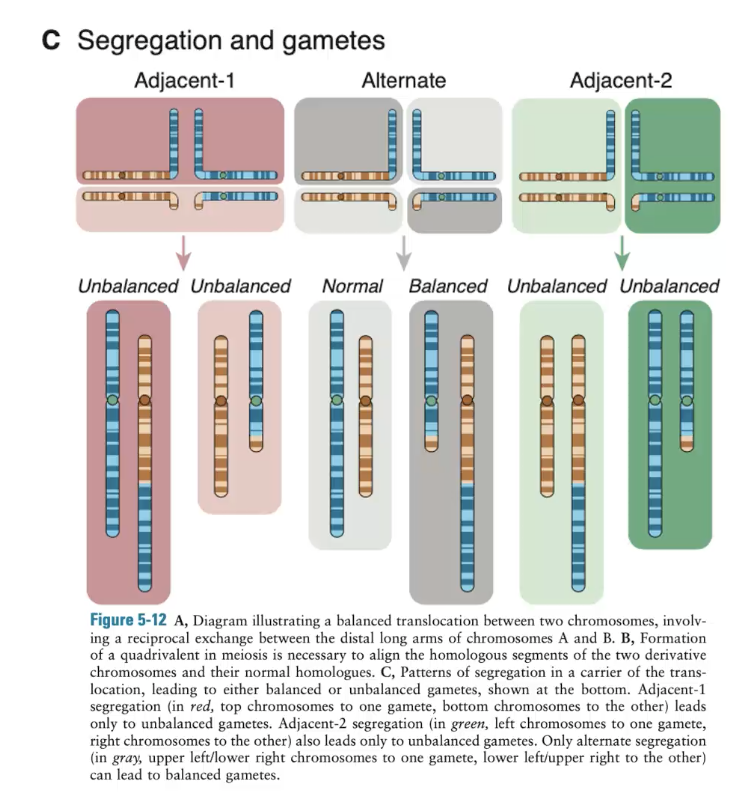 C Segregation and gametes
Adjacent-1 Alternate Adjacent-2
Unbalanced Unbalanced Normal Balanced Unbalanced Unbalanced
Figure 5-12 A, Diagram illustrating a balanced translocation between two chromosomes, involv-
ing a reciprocal exchange between the distal long arms of chromosomes A and B. B, Formation
of a quadrivalent in meiosis is necessary to align the homologous segments of the two derivative
chromosomes and their normal homologues. C, Patterns of segregation in a carrier of the trans-
location, leading to either balanced or unbalanced gametes, shown at the bottom. Adjacent-1
segregation (in red, top chromosomes to one gamete, bottom chromosomes to the other) leads
only to unbalanced gametes. Adjacent-2 segregation (in green, left chromosomes to one gamete,
right chromosomes to the other) also leads only to unbalanced gametes. Only alternate segregation
(in gray, upper left/lower right chromosomes to one gamete, lower left/upper right to the other)
can lead to balanced gametes.